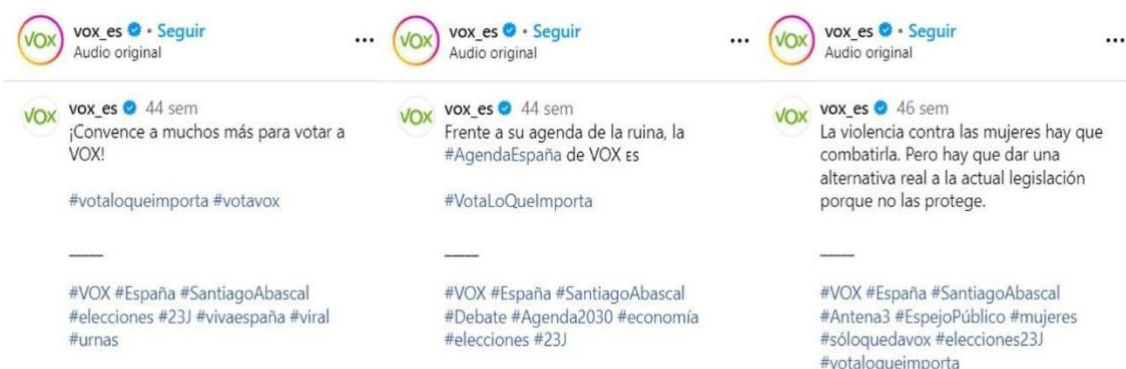 VOX
vox_es • Seguir
Audio original
...
VOX
vox_es 44 sem
¡Convence a muchos más para votar a
VOX!
#votaloqueimporta #votavox
_____
#VOX #España #SantiagoAbascal
#elecciones #23J #vivaespaña #viral
#urnas
VOX
vox_es • Seguir
Audio original
...
VOX
vox_es 44 sem
Frente a su agenda de la ruina, la
#AgendaEspaña de VOX ES
#VotaLoQueImporta
_____
#VOX #España #SantiagoAbascal
#Debate #Agenda2030 #economía
#elecciones #23J
VOX
vox_es • Seguir
Audio original
...
VOX
vox_es 46 sem
La violencia contra las mujeres hay que
combatirla. Pero hay que dar una
alternativa real a la actual legislación
porque no las protege.
_____
#VOX #España #SantiagoAbascal
#Antena3 #EspejoPúblico #mujeres
#sóloquedavox #elecciones23J
#votaloqueimporta